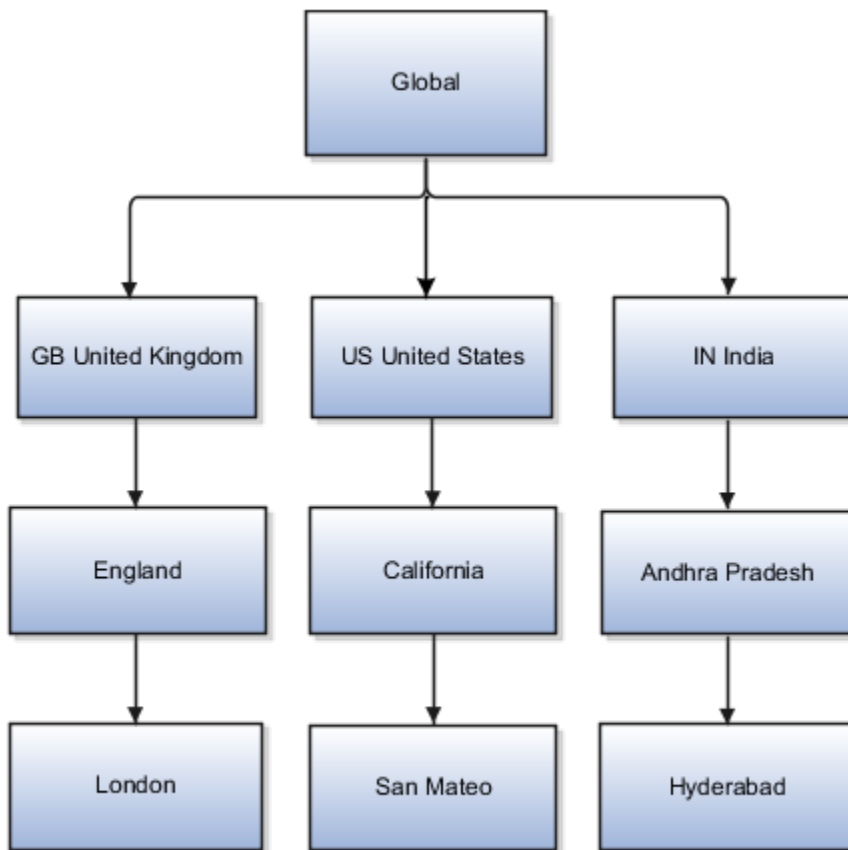 Global
GB United Kingdom
US United States
IN India
England
California
Andhra Pradesh
London
San Mateo
Hyderabad